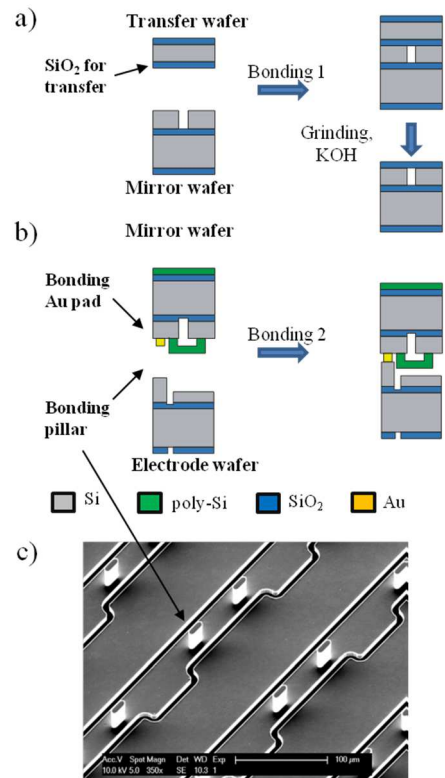 a)
Transfer wafer
SiO₂ for
transfer
Bonding 1
Grinding,
KOH
Mirror wafer
b)
Mirror wafer
Bonding
Au pad
Bonding 2
Bonding
pillar
Electrode wafer
Si
poly-Si
SiO₂
Au
c)
Acc.V Spot Magn Det WD Exp
10.0 kV 5.0 350x SE 10.3 1
100 µm